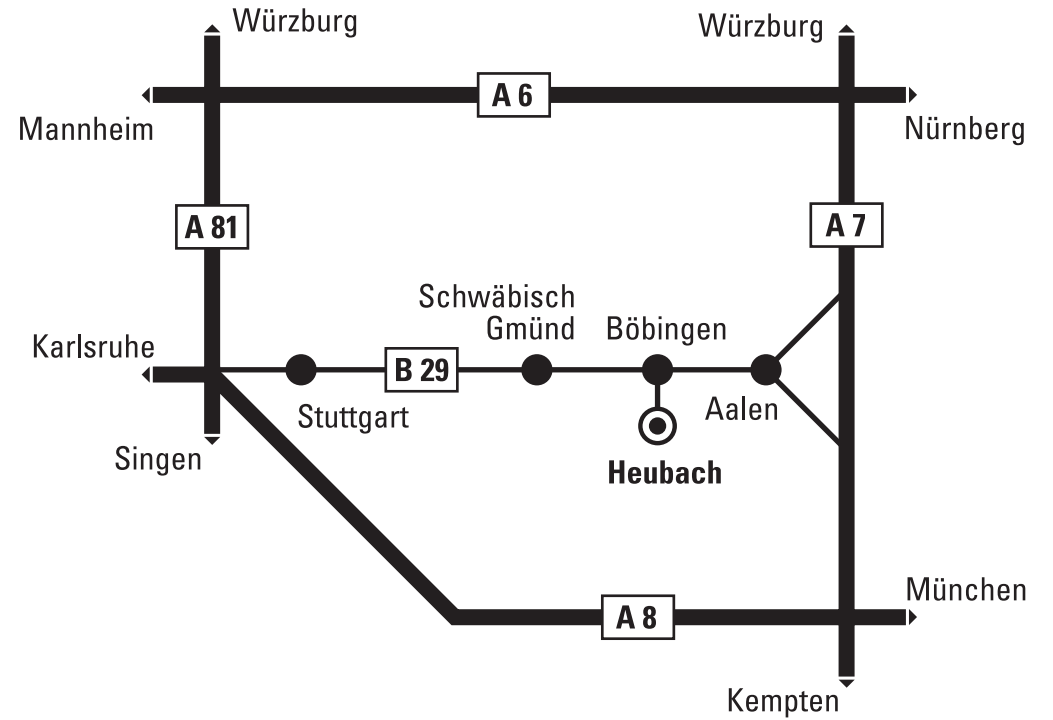 Würzburg
Würzburg
A 6
Mannheim
Nürnberg
A 81
A 7
Schwäbisch
Gmünd
Böbingen
Karlsruhe
B 29
Stuttgart
Aalen
Singen
Heubach
München
A 8
Kempten